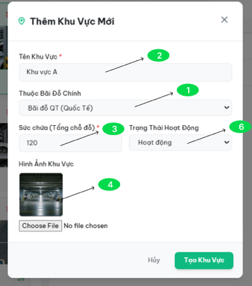 Thêm Khu Vực Mới
Tên Khu Vực *
2
Khu vực A
Thuộc Bãi Đỗ Chính
1
Bãi đỗ QT (Quốc Tế)
Sức chứa (Tổng chỗ đỗ) *
3
Trạng Thái Hoạt Động
6
120
Hoạt động
Hình Ảnh Khu Vực
4
Choose File No file chosen
Hủy
Tạo Khu Vực